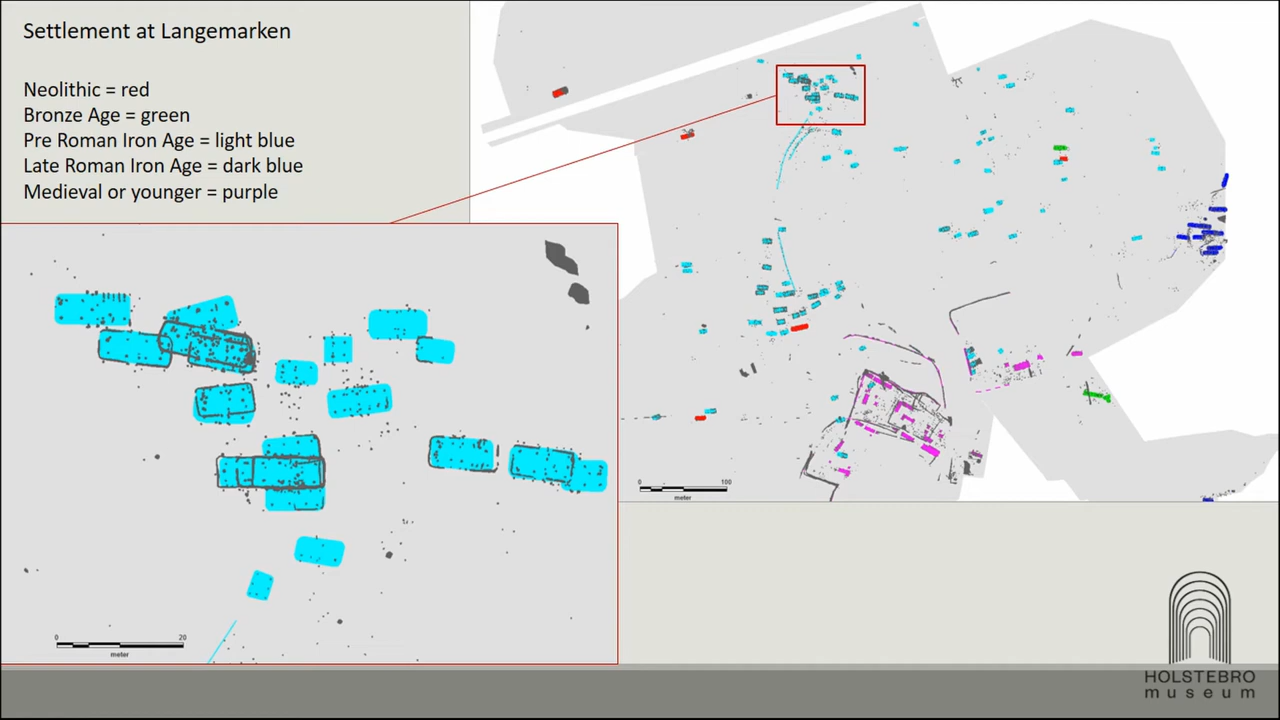 Settlement at Langemarken
Neolithic = red
Bronze Age = green
Pre Roman Iron Age = light blue
Late Roman Iron Age = dark blue
Medieval or younger = purple
0 20
meter
0 100
meter
HOLSTEBRO
museum